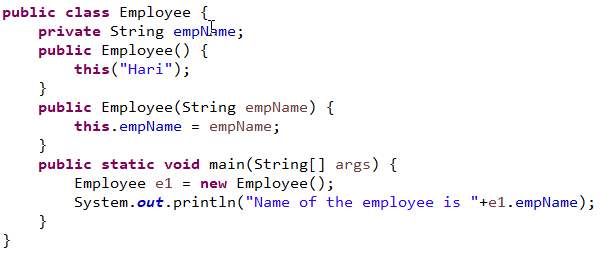 public class Employee {
    private String empName;
    public Employee() {
        this("Hari");
    }
    public Employee(String empName) {
        this.empName = empName;
    }
    public static void main(String[] args) {
        Employee e1 = new Employee();
        System.out.println("Name of the employee is "+e1.empName);
    }
}